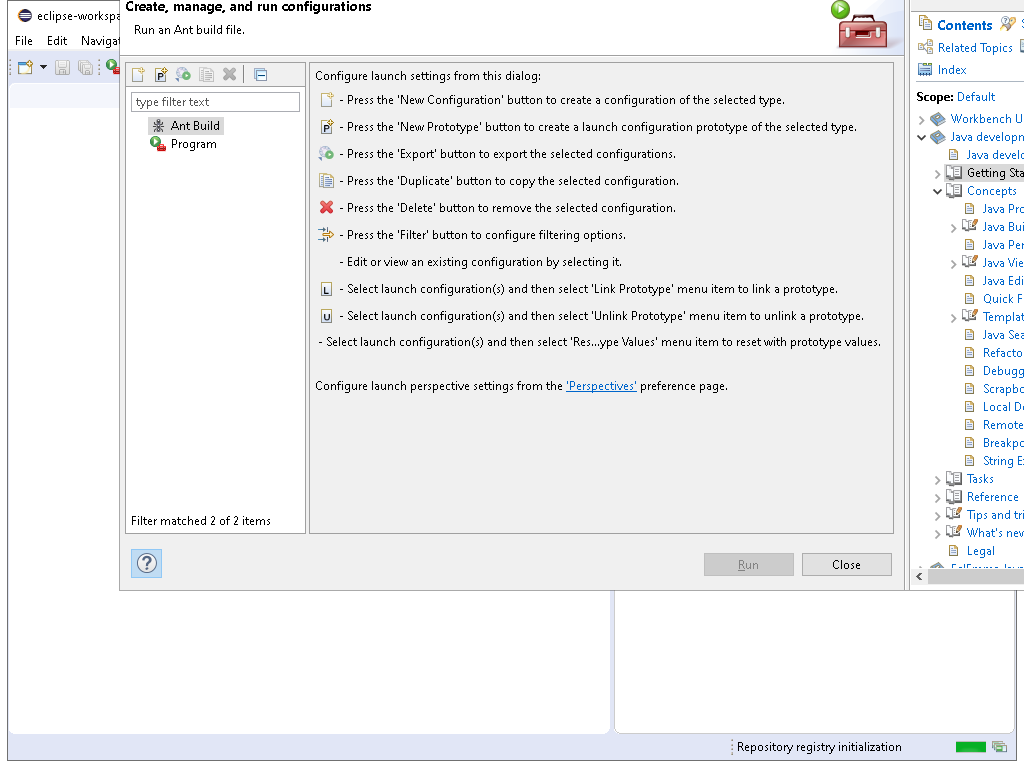 eclipse-workspa
File Edit Navigat
Create, manage, and run configurations
Run an Ant build file.
type filter text
Ant Build
Program
Filter matched 2 of 2 items
Configure launch settings from this dialog:
- Press the 'New Configuration' button to create a configuration of the selected type.
P - Press the 'New Prototype' button to create a launch configuration prototype of the selected type.
- Press the 'Export' button to export the selected configurations.
- Press the 'Duplicate' button to copy the selected configuration.
- Press the 'Delete' button to remove the selected configuration.
- Press the 'Filter' button to configure filtering options.
- Edit or view an existing configuration by selecting it.
L - Select launch configuration(s) and then select 'Link Prototype' menu item to link a prototype.
U - Select launch configuration(s) and then select 'Unlink Prototype' menu item to unlink a prototype.
- Select launch configuration(s) and then select 'Res...ype Values' menu item to reset with prototype values.
Configure launch perspective settings from the 'Perspectives' preference page.
?
Run
Close
Contents
Related Topics
Index
Scope: Default
Workbench U
Java developn
Java develo
Getting Sta
Concepts
Java Pro
Java Bui
Java Per
Java Vie
Java Edi
Quick F
Templat
Java Sea
Refacto
Debugg
Scrapbo
Local De
Remote
Breakpo
String E
Tasks
Reference
Tips and tri
What's new
Legal
Repository registry initialization